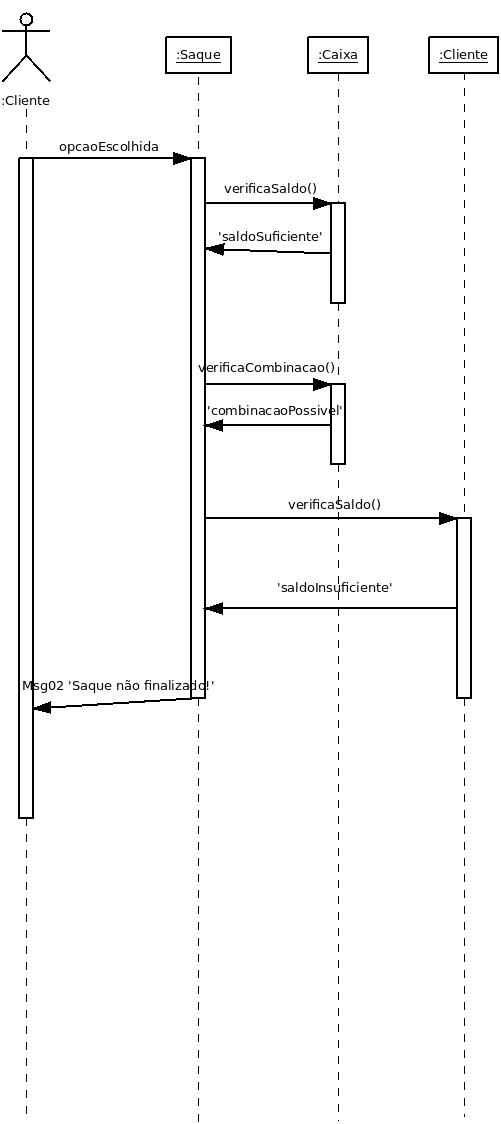 :Saque
:Caixa
:Cliente
:Cliente
opcaoEscolhida
verificaSaldo()
'saldoSuficiente'
verificaCombinacao()
'combinacaoPossivel'
verificaSaldo()
'saldoInsuficiente'
Msg02 'Saque não finalizado!'